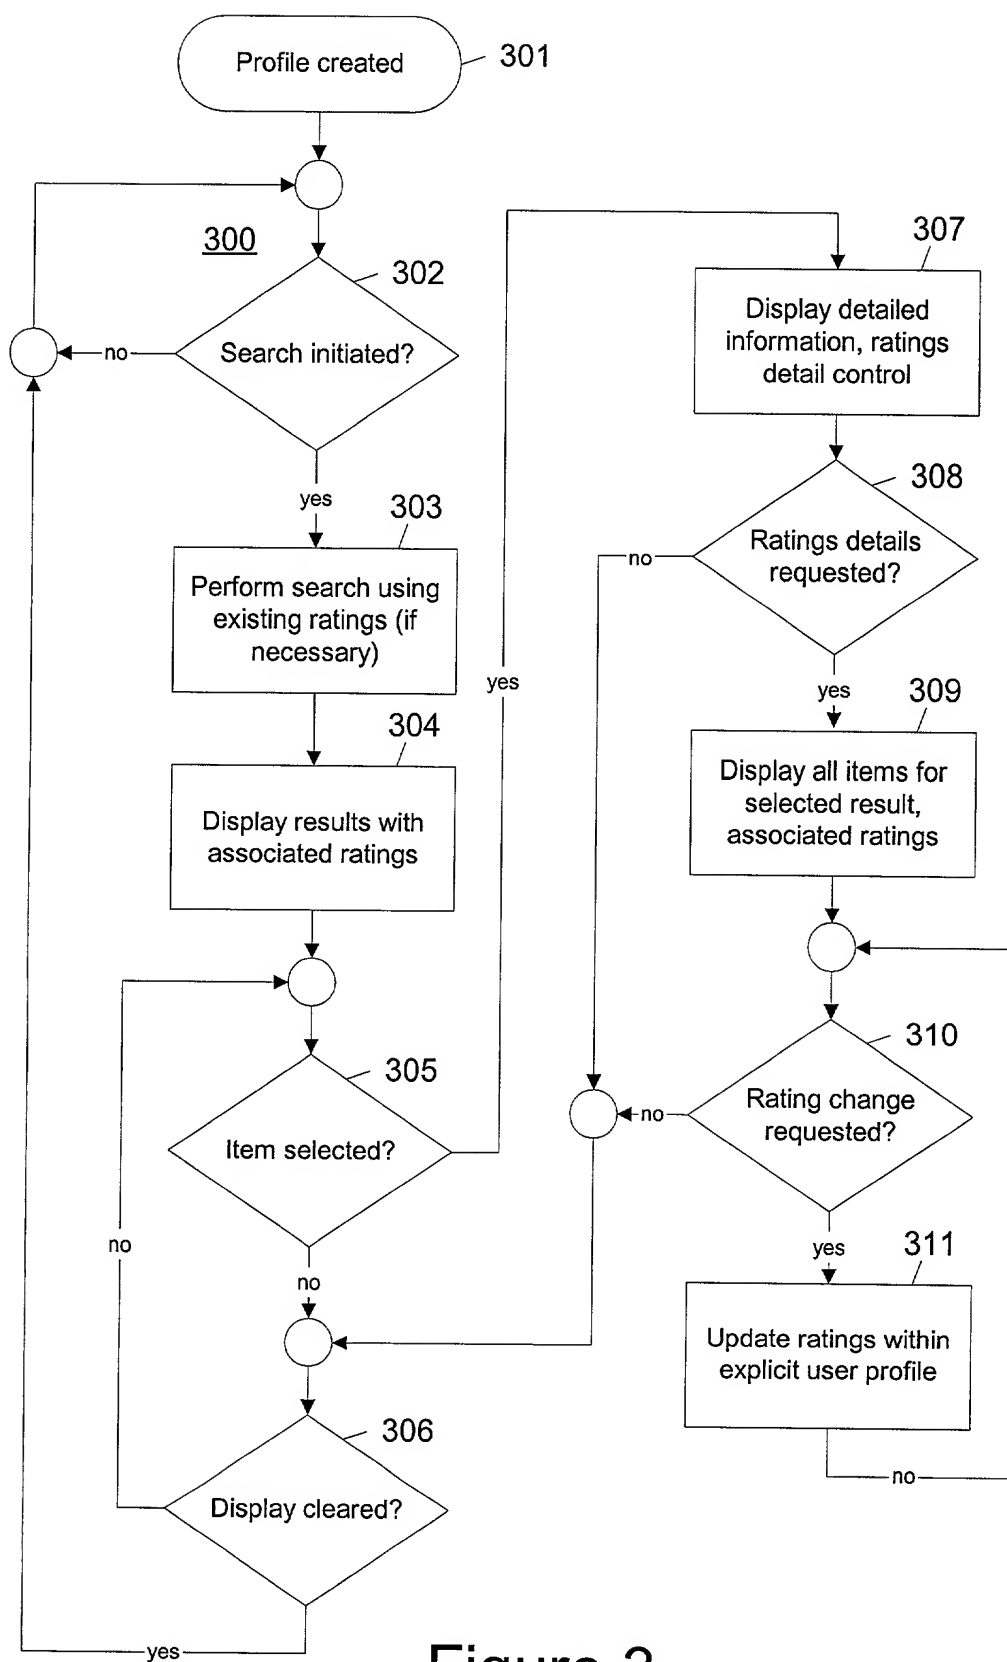 Profile created
301
300
302
Search initiated?
no
yes
303
Perform search using
existing ratings (if
necessary)
304
Display results with
associated ratings
305
Item selected?
yes
no
no
306
Display cleared?
yes
307
Display detailed
information, ratings
detail control
308
Ratings details
requested?
no
yes
309
Display all items for
selected result,
associated ratings
310
Rating change
requested?
no
yes
311
Update ratings within
explicit user profile
no
Figure 3